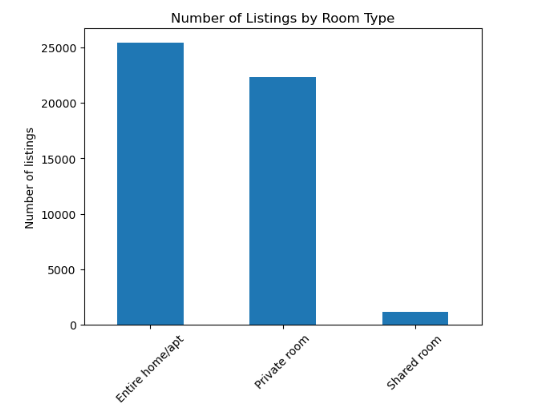 Number of Listings by Room Type
25000
20000
15000
10000
5000
0
Number of listings
Entire home/apt
Private room
Shared room